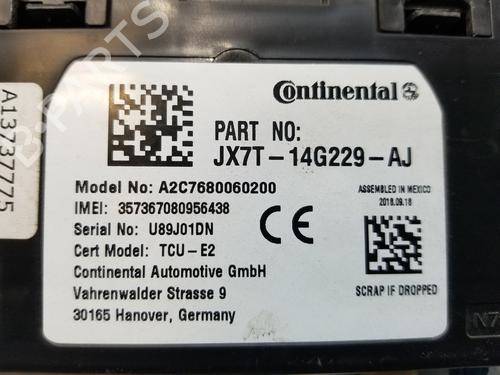 Continental
PART NO:
JX7T-14G229-AJ
Model No: A2C7680060200
IMEI: 357367080956438
Serial No: U89J01DN
Cert Model: TCU-E2
Continental Automotive GmbH
Vahrenwalder Strasse 9
30165 Hanover, Germany
ASSEMBLED IN MEXICO
2018.09.18
SCRAP IF DROPPED
A13737775
B-PARTS